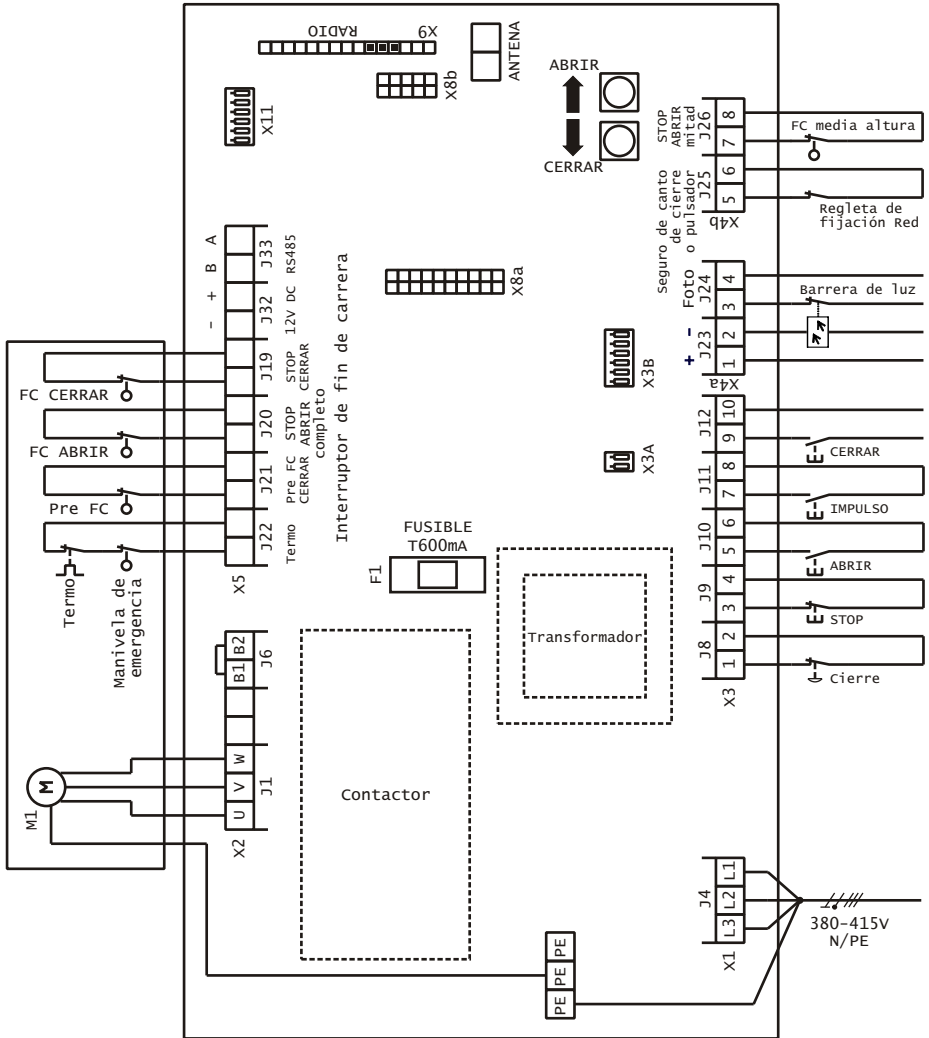 RADIO
X9
X8b
ANTENA
X11
ABRIR
CERRAR
STOP
ABRIR
mitad
J26
8
7
FC media altura
Seguro de canto
de cierre
o pulsador
J25
6
5
X4b
Regleta de
fijación Red
A
B
J33
RS485
+
-
J32
12V DC
X8a
Foto
J24
4
3
Barrera de luz
+ -
J23
2
1
X4a
FC CERRAR
J19
STOP
CERRAR
FC ABRIR
J20
STOP
ABRIR
completo
Pre FC
J21
Pre FC
CERRAR
J22
Termo
X5
Interruptor de fin de carrera
Termo
Manivela de
emergencia
X3B
X3A
J12
10
9
CERRAR
J11
8
7
IMPULSO
J10
6
5
ABRIR
J9
4
3
STOP
J8
2
1
Cierre
X3
FUSIBLE
T600mA
F1
Transformador
B1 B2
J6
M
M1
W
V
U
J1
X2
Contactor
J4
L1
L2
L3
X1
380-415V
N/PE
PE
PE
PE